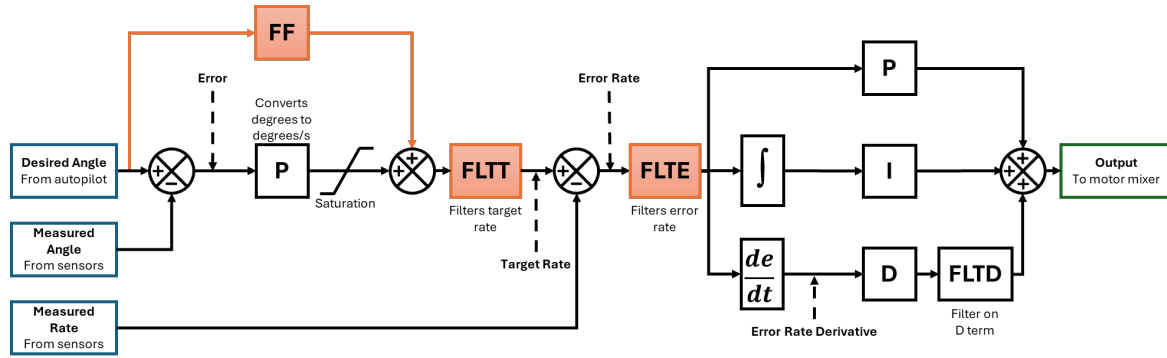 FF
Error
Error Rate
P
Converts
degrees to
degrees/s
Desired Angle
From autopilot
+
−
P
Saturation
+
+
FLTT
Filters target
rate
+
−
FLTE
Filters error
rate
∫
I
+
+
+
Output
To motor mixer
Measured
Angle
From sensors
Target Rate
de
dt
D
FLTD
Filter on
D term
Error Rate Derivative
Measured
Rate
From sensors